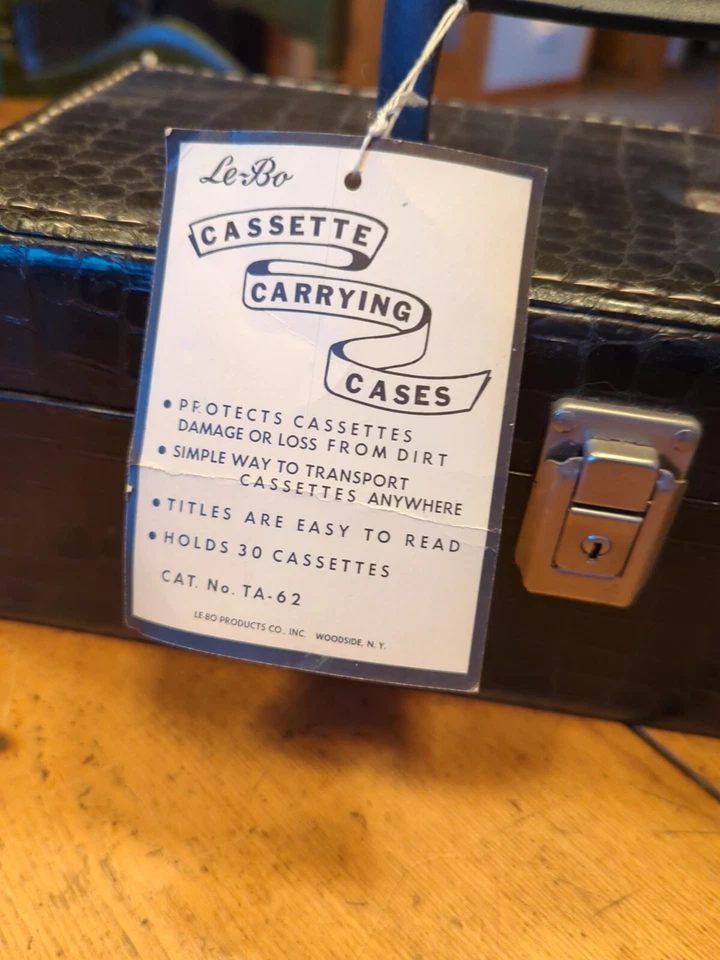 Le-Bo
CASSETTE
CARRYING
CASES
• PROTECTS CASSETTES
DAMAGE OR LOSS FROM DIRT
• SIMPLE WAY TO TRANSPORT
CASSETTES ANYWHERE
• TITLES ARE EASY TO READ
• HOLDS 30 CASSETTES
CAT. No. TA-62
LE-BO PRODUCTS CO., INC. WOODSIDE, N. Y.